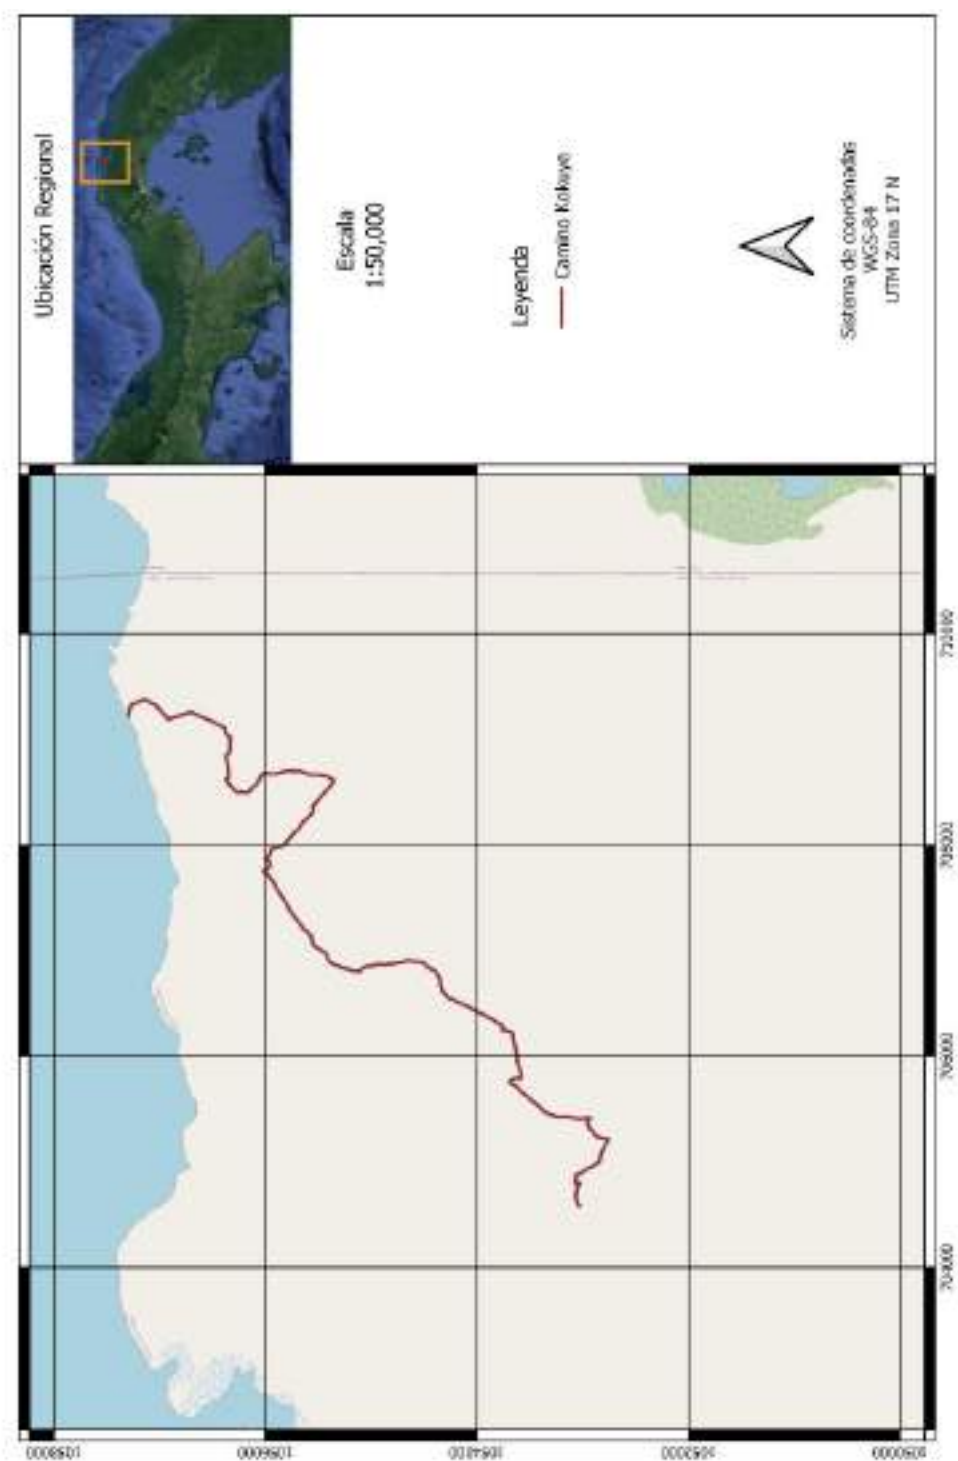 Ubicación Regional
Escala
1:50,000
Leyenda
Camino Kokuye
Sistema de coordenadas
WGS-84
UTM Zona 17 N
1058000
1056000
1054000
1052000
1050000
704000
706000
708000
710000